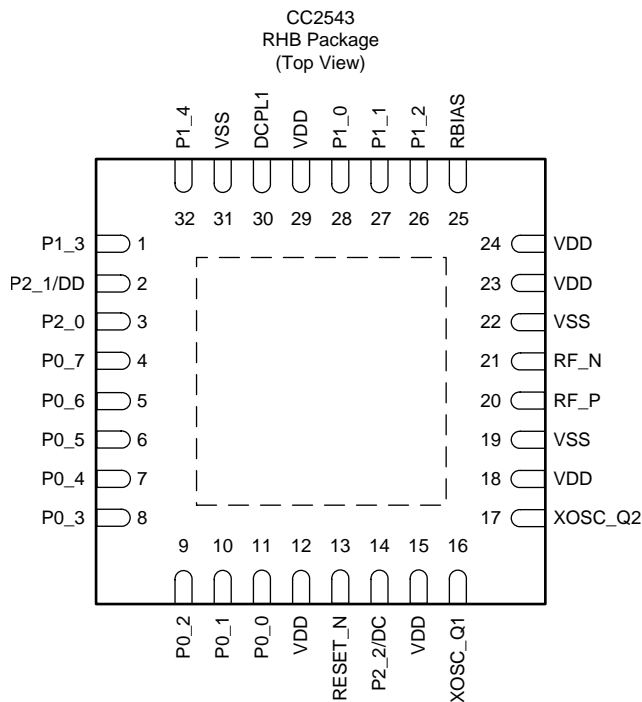 CC2543
RHB Package
(Top View)
P1_4
VSS
DCPL1
VDD
P1_0
P1_1
P1_2
RBIAS
32 31 30 29 28 27 26 25
P1_3 1
P2_1/DD 2
P2_0 3
P0_7 4
P0_6 5
P0_5 6
P0_4 7
P0_3 8
24 VDD
23 VDD
22 VSS
21 RF_N
20 RF_P
19 VSS
18 VDD
17 XOSC_Q2
9 10 11 12 13 14 15 16
P0_2
P0_1
P0_0
VDD
RESET_N
P2_2/DC
VDD
XOSC_Q1